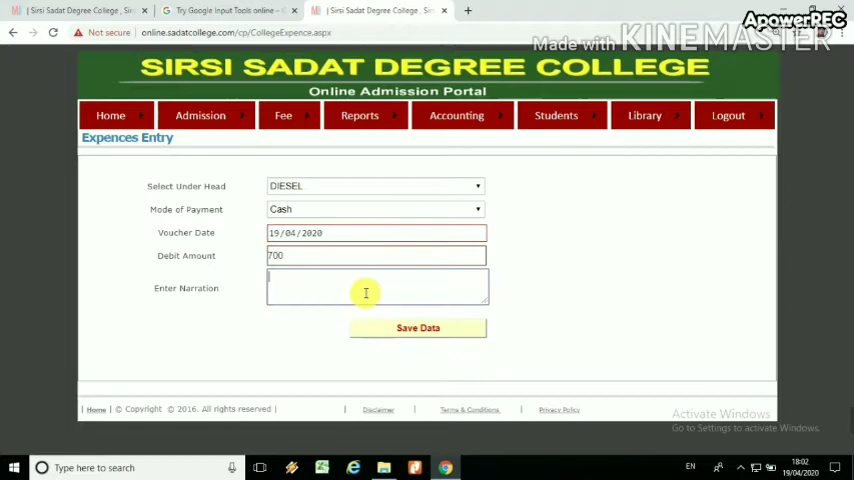 | Sirsi Sadat Degree College , Sirs
Try Google Input Tools online – G
| Sirsi Sadat Degree College , Sirs
ApowerREC
Not secure | online.sadatcollege.com/cp/CollegeExpence.aspx
Made with KINEMASTER
SIRSI SADAT DEGREE COLLEGE
Online Admission Portal
Home Admission Fee Reports Accounting Students Library Logout
Expences Entry
Select Under Head DIESEL
Mode of Payment Cash
Voucher Date 19/04/2020
Debit Amount 700
Enter Narration
Save Data
| Home | © Copyright © 2016. All rights reserved | | Disclaimer | Terms & Conditions | Privacy Policy
Activate Windows
Go to Settings to activate Windows.
Type here to search
EN
18:02
19/04/2020